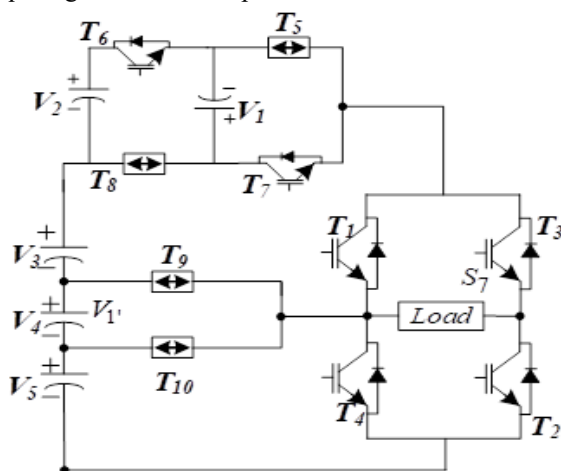 T6
T5
+
V2
−
−
V1
+
T8
T7
+
V3
−
T1
T3
T9
S7
+
V4
−
V1'
Load
+
V5
−
T10
T4
T2